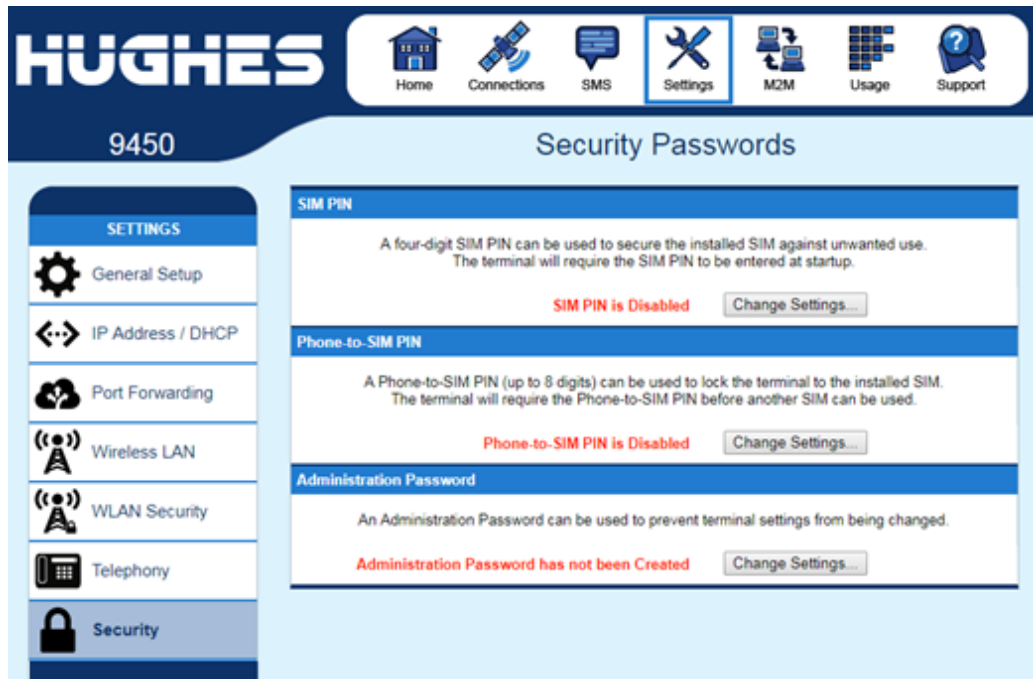 HUGHES
Home
Connections
SMS
Settings
M2M
Usage
Support
9450
Security Passwords
SETTINGS
General Setup
IP Address / DHCP
Port Forwarding
Wireless LAN
WLAN Security
Telephony
Security
SIM PIN
A four-digit SIM PIN can be used to secure the installed SIM against unwanted use.
The terminal will require the SIM PIN to be entered at startup.
SIM PIN is Disabled
Change Settings...
Phone-to-SIM PIN
A Phone-to-SIM PIN (up to 8 digits) can be used to lock the terminal to the installed SIM.
The terminal will require the Phone-to-SIM PIN before another SIM can be used.
Phone-to-SIM PIN is Disabled
Change Settings...
Administration Password
An Administration Password can be used to prevent terminal settings from being changed.
Administration Password has not been Created
Change Settings...